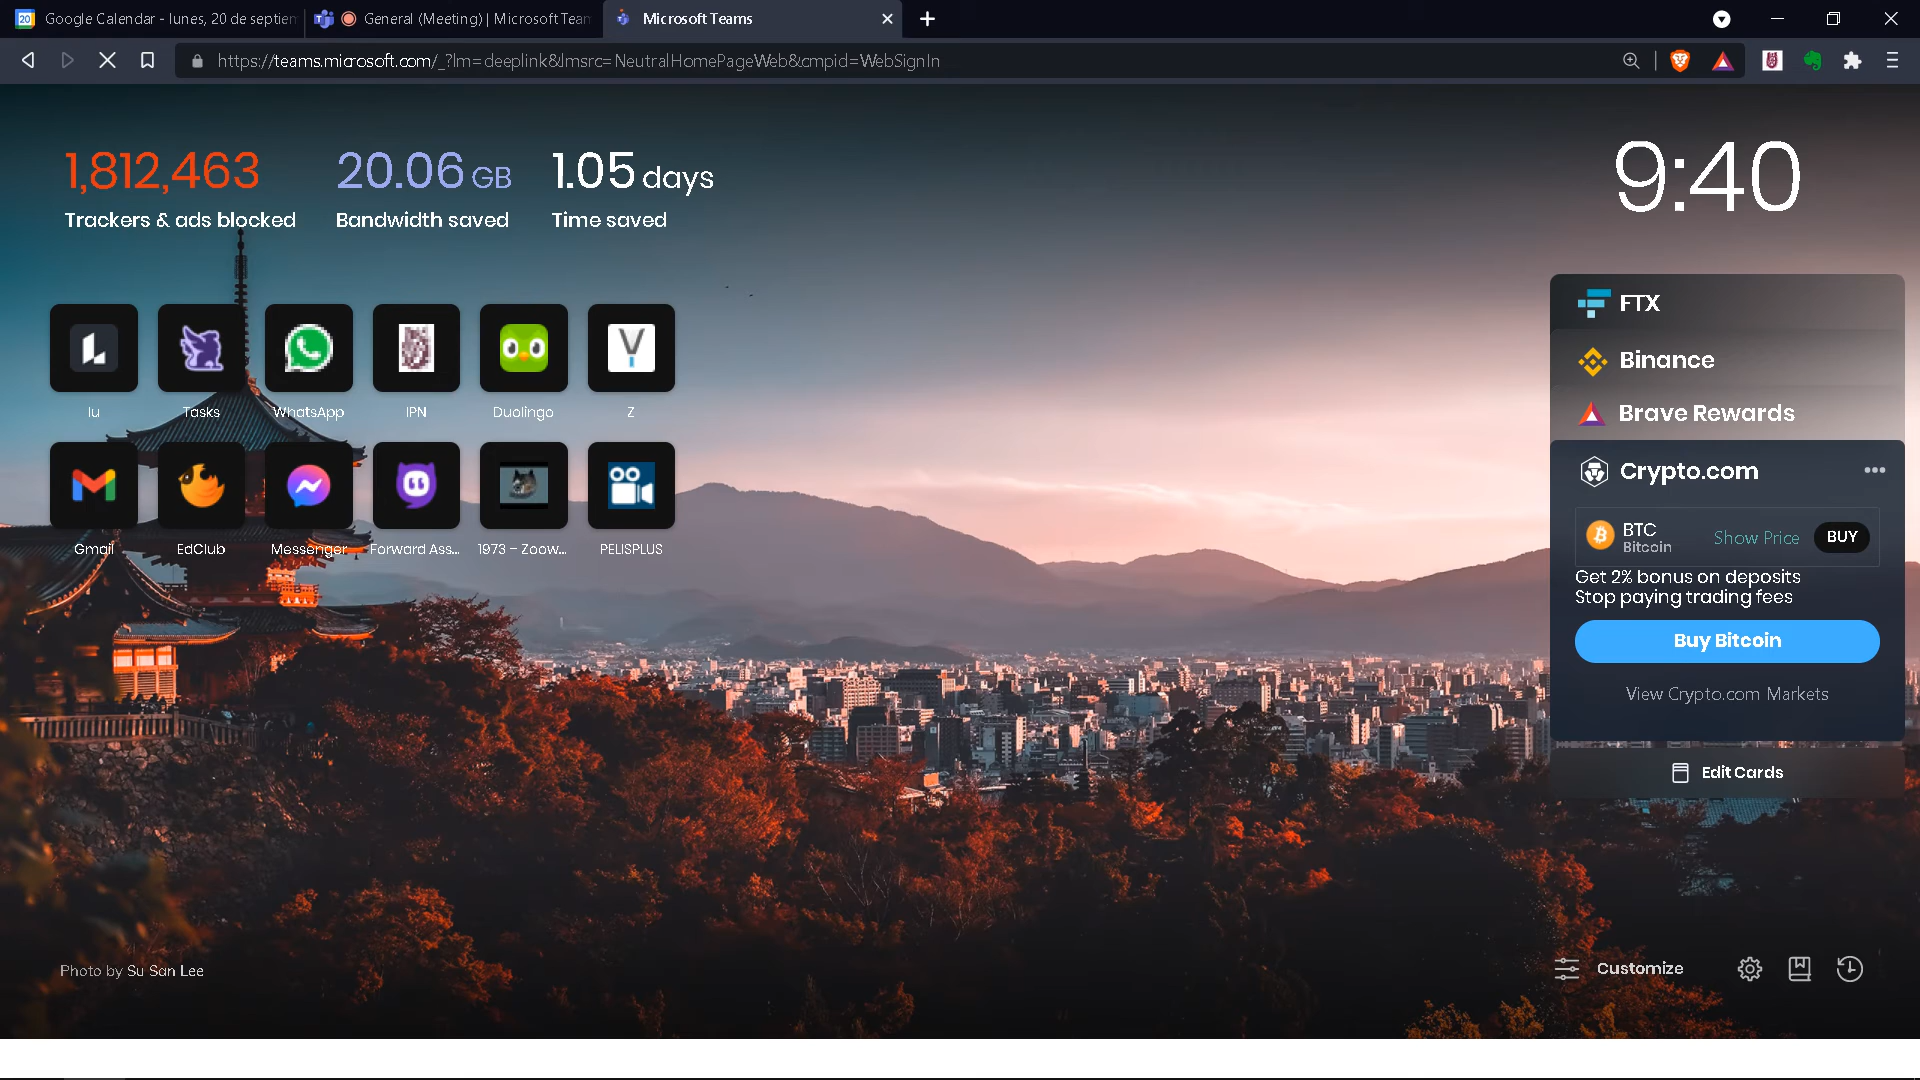 20 Google Calendar - lunes, 20 de septien
General (Meeting) | Microsoft Tean
Microsoft Teams
https://teams.microsoft.com/_?lm=deeplink&lmsrc=NeutralHomePageWeb&cmpid=WebSignIn
1,812,463
Trackers & ads blocked
20.06 GB
Bandwidth saved
1.05 days
Time saved
9:40
lu
Tasks
WhatsApp
IPN
Duolingo
Z
Gmail
EdClub
Messenger
Forward Ass...
1973 – Zoow...
PELISPLUS
FTX
Binance
Brave Rewards
Crypto.com
BTC
Bitcoin
Show Price
BUY
Get 2% bonus on deposits
Stop paying trading fees
Buy Bitcoin
View Crypto.com Markets
Edit Cards
Photo by Su San Lee
Customize